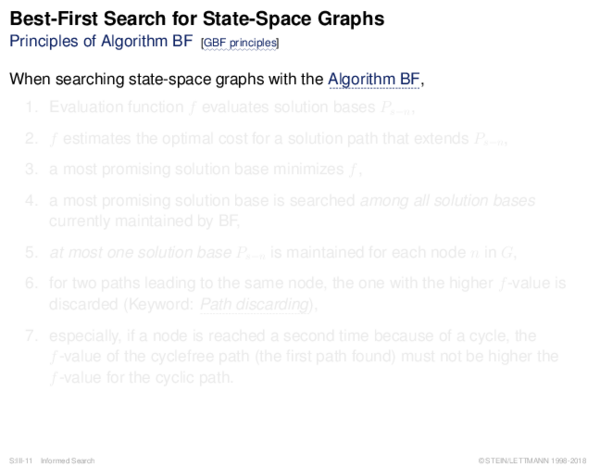 Best-First Search for State-Space Graphs
Principles of Algorithm BF [GBF principles]
When searching state-space graphs with the Algorithm BF,
1. Evaluation function f evaluates solution bases Pₛ₋ₙ,
2. f estimates the optimal cost for a solution path that extends Pₛ₋ₙ,
3. a most promising solution base minimizes f,
4. a most promising solution base is searched among all solution bases
currently maintained by BF,
5. at most one solution base Pₛ₋ₙ is maintained for each node n in G,
6. for two paths leading to the same node, the one with the higher f-value is
discarded (Keyword: Path discarding),
7. especially, if a node is reached a second time because of a cycle, the
f-value of the cyclefree path (the first path found) must not be higher the
f-value for the cyclic path.
S:II-11 Informed Search ©STEIN/LETTMANN 1998-2018